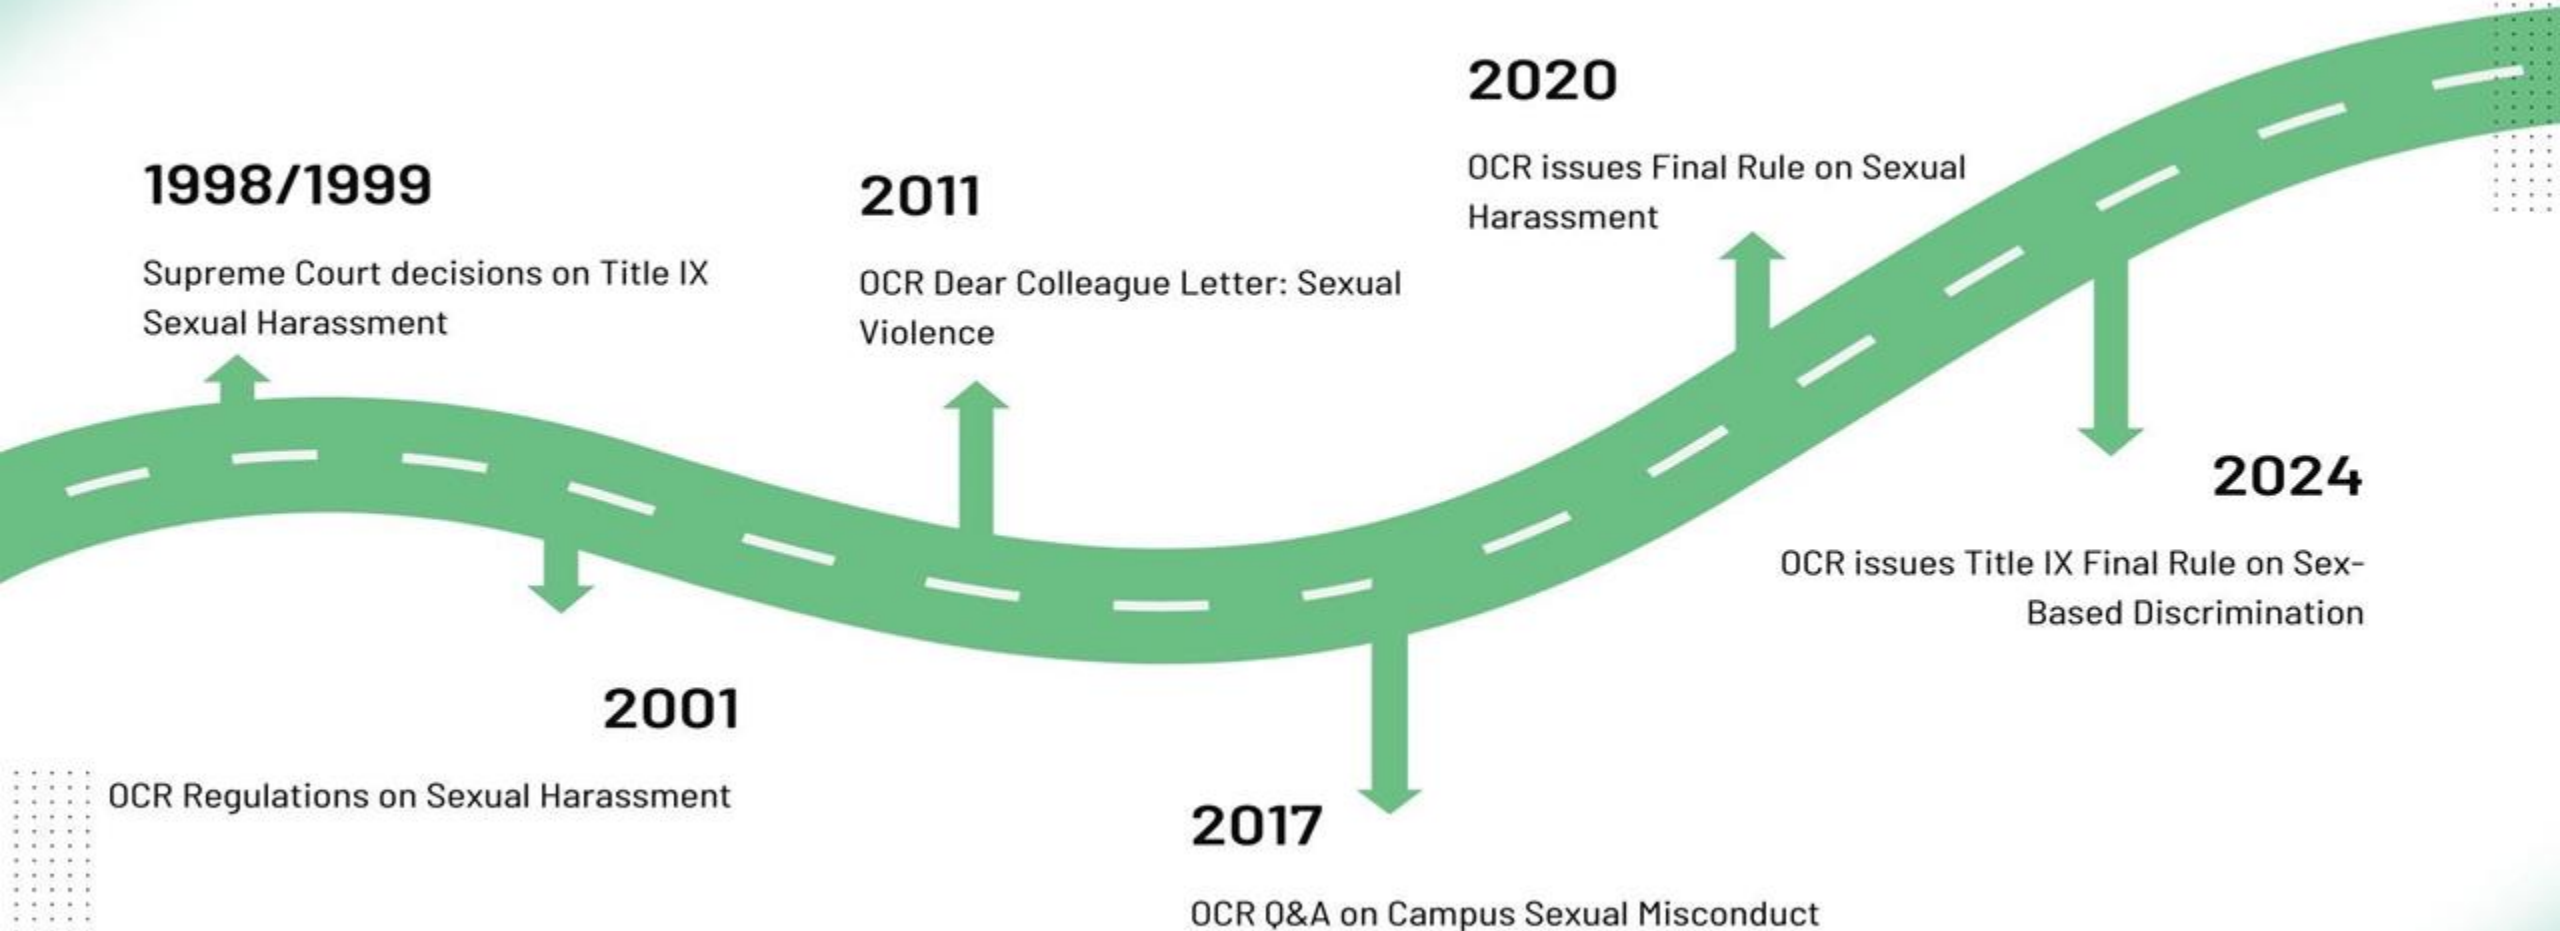 1998/1999
Supreme Court decisions on Title IX
Sexual Harassment
2001
OCR Regulations on Sexual Harassment
2011
OCR Dear Colleague Letter: Sexual
Violence
2017
OCR Q&A on Campus Sexual Misconduct
2020
OCR issues Final Rule on Sexual
Harassment
2024
OCR issues Title IX Final Rule on Sex-
Based Discrimination